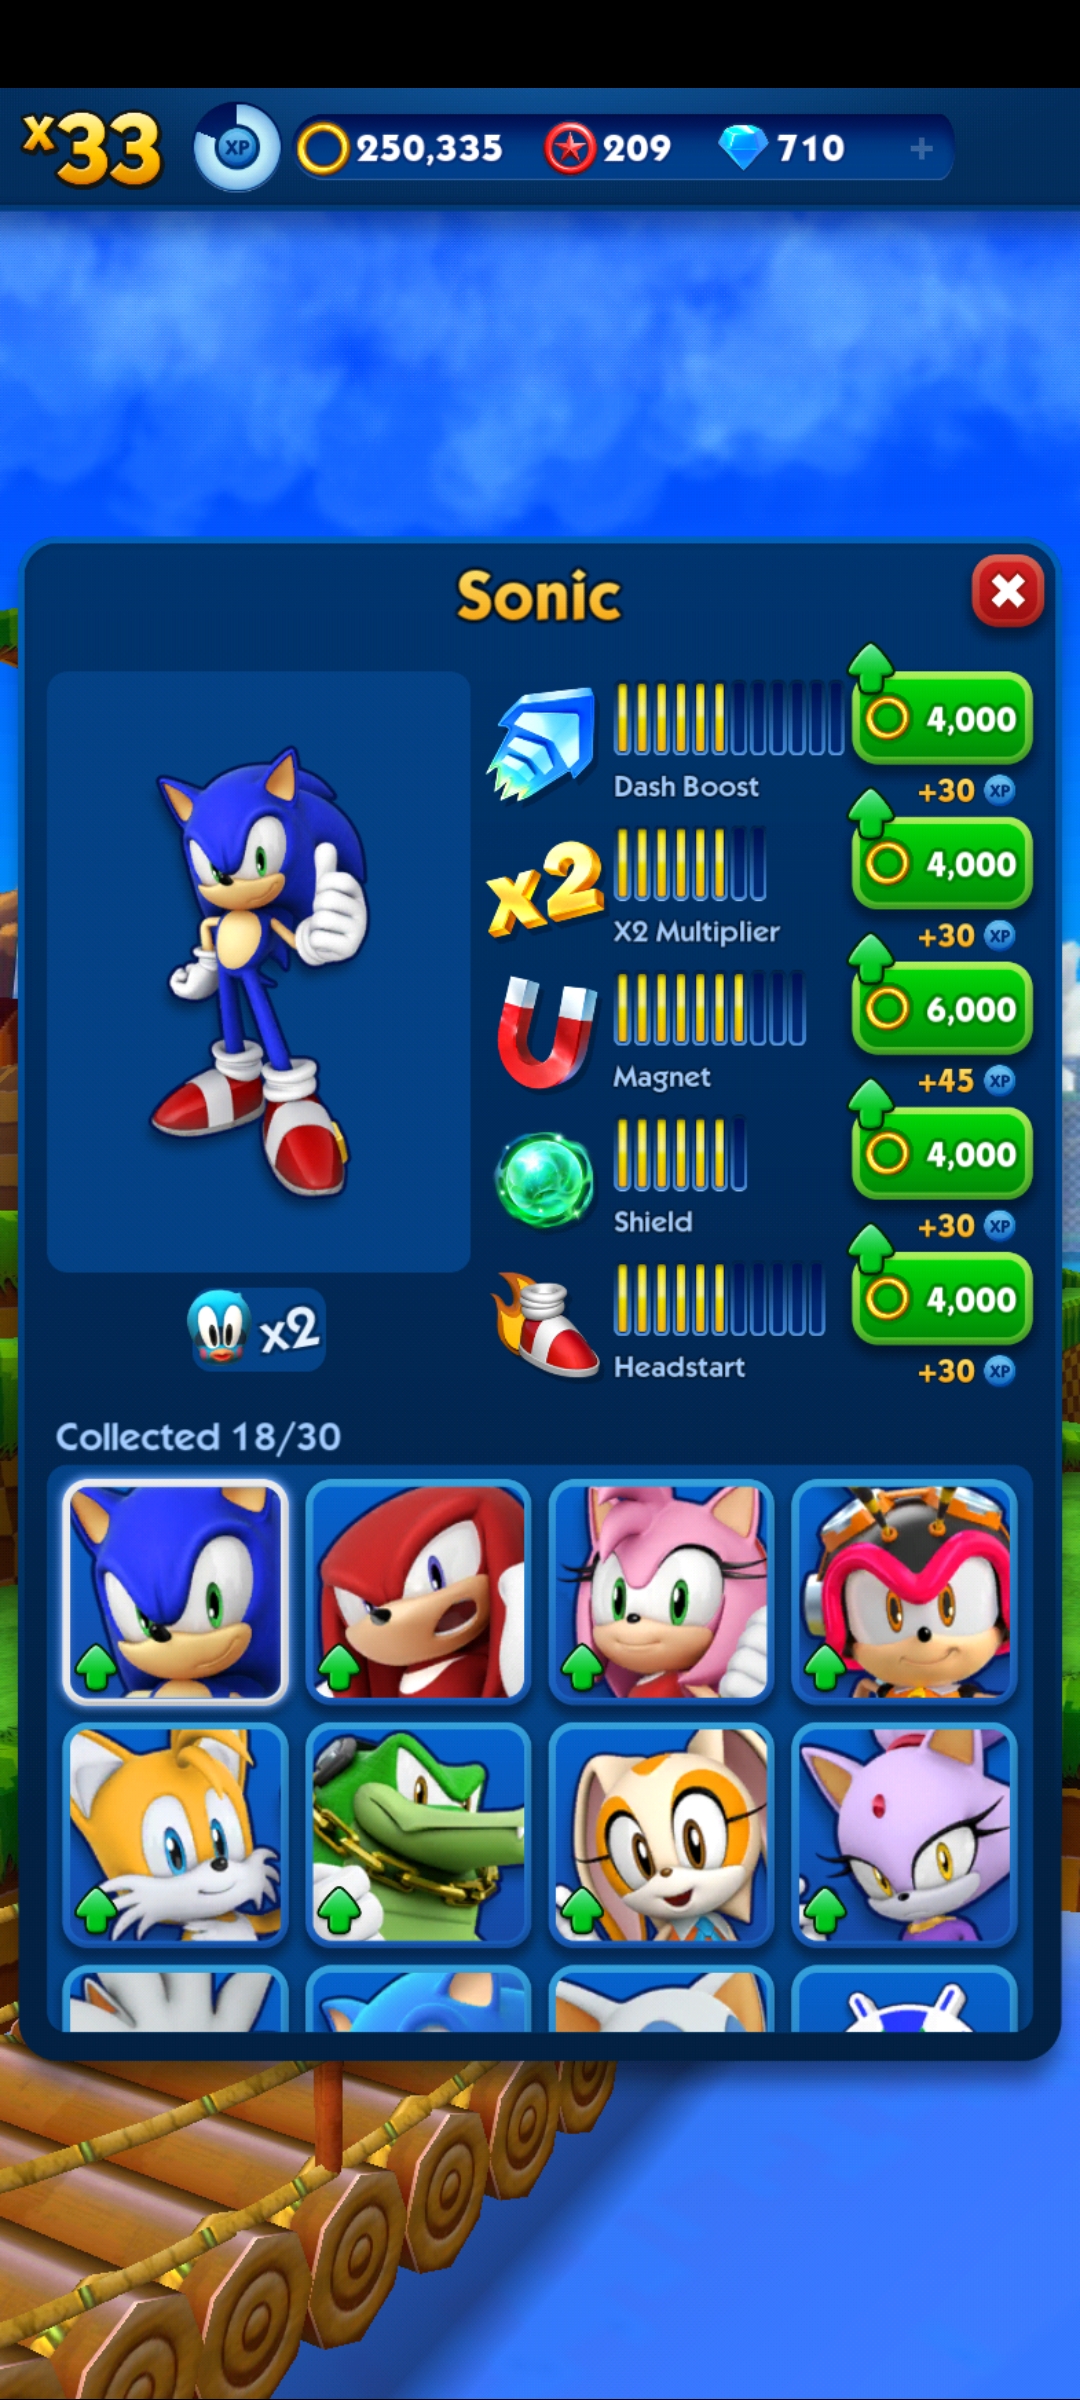 x33
XP
250,335
209
710
+
Sonic
4,000
Dash Boost
+30 XP
x2
4,000
X2 Multiplier
+30 XP
6,000
Magnet
+45 XP
4,000
Shield
+30 XP
4,000
x2
Headstart
+30 XP
Collected 18/30